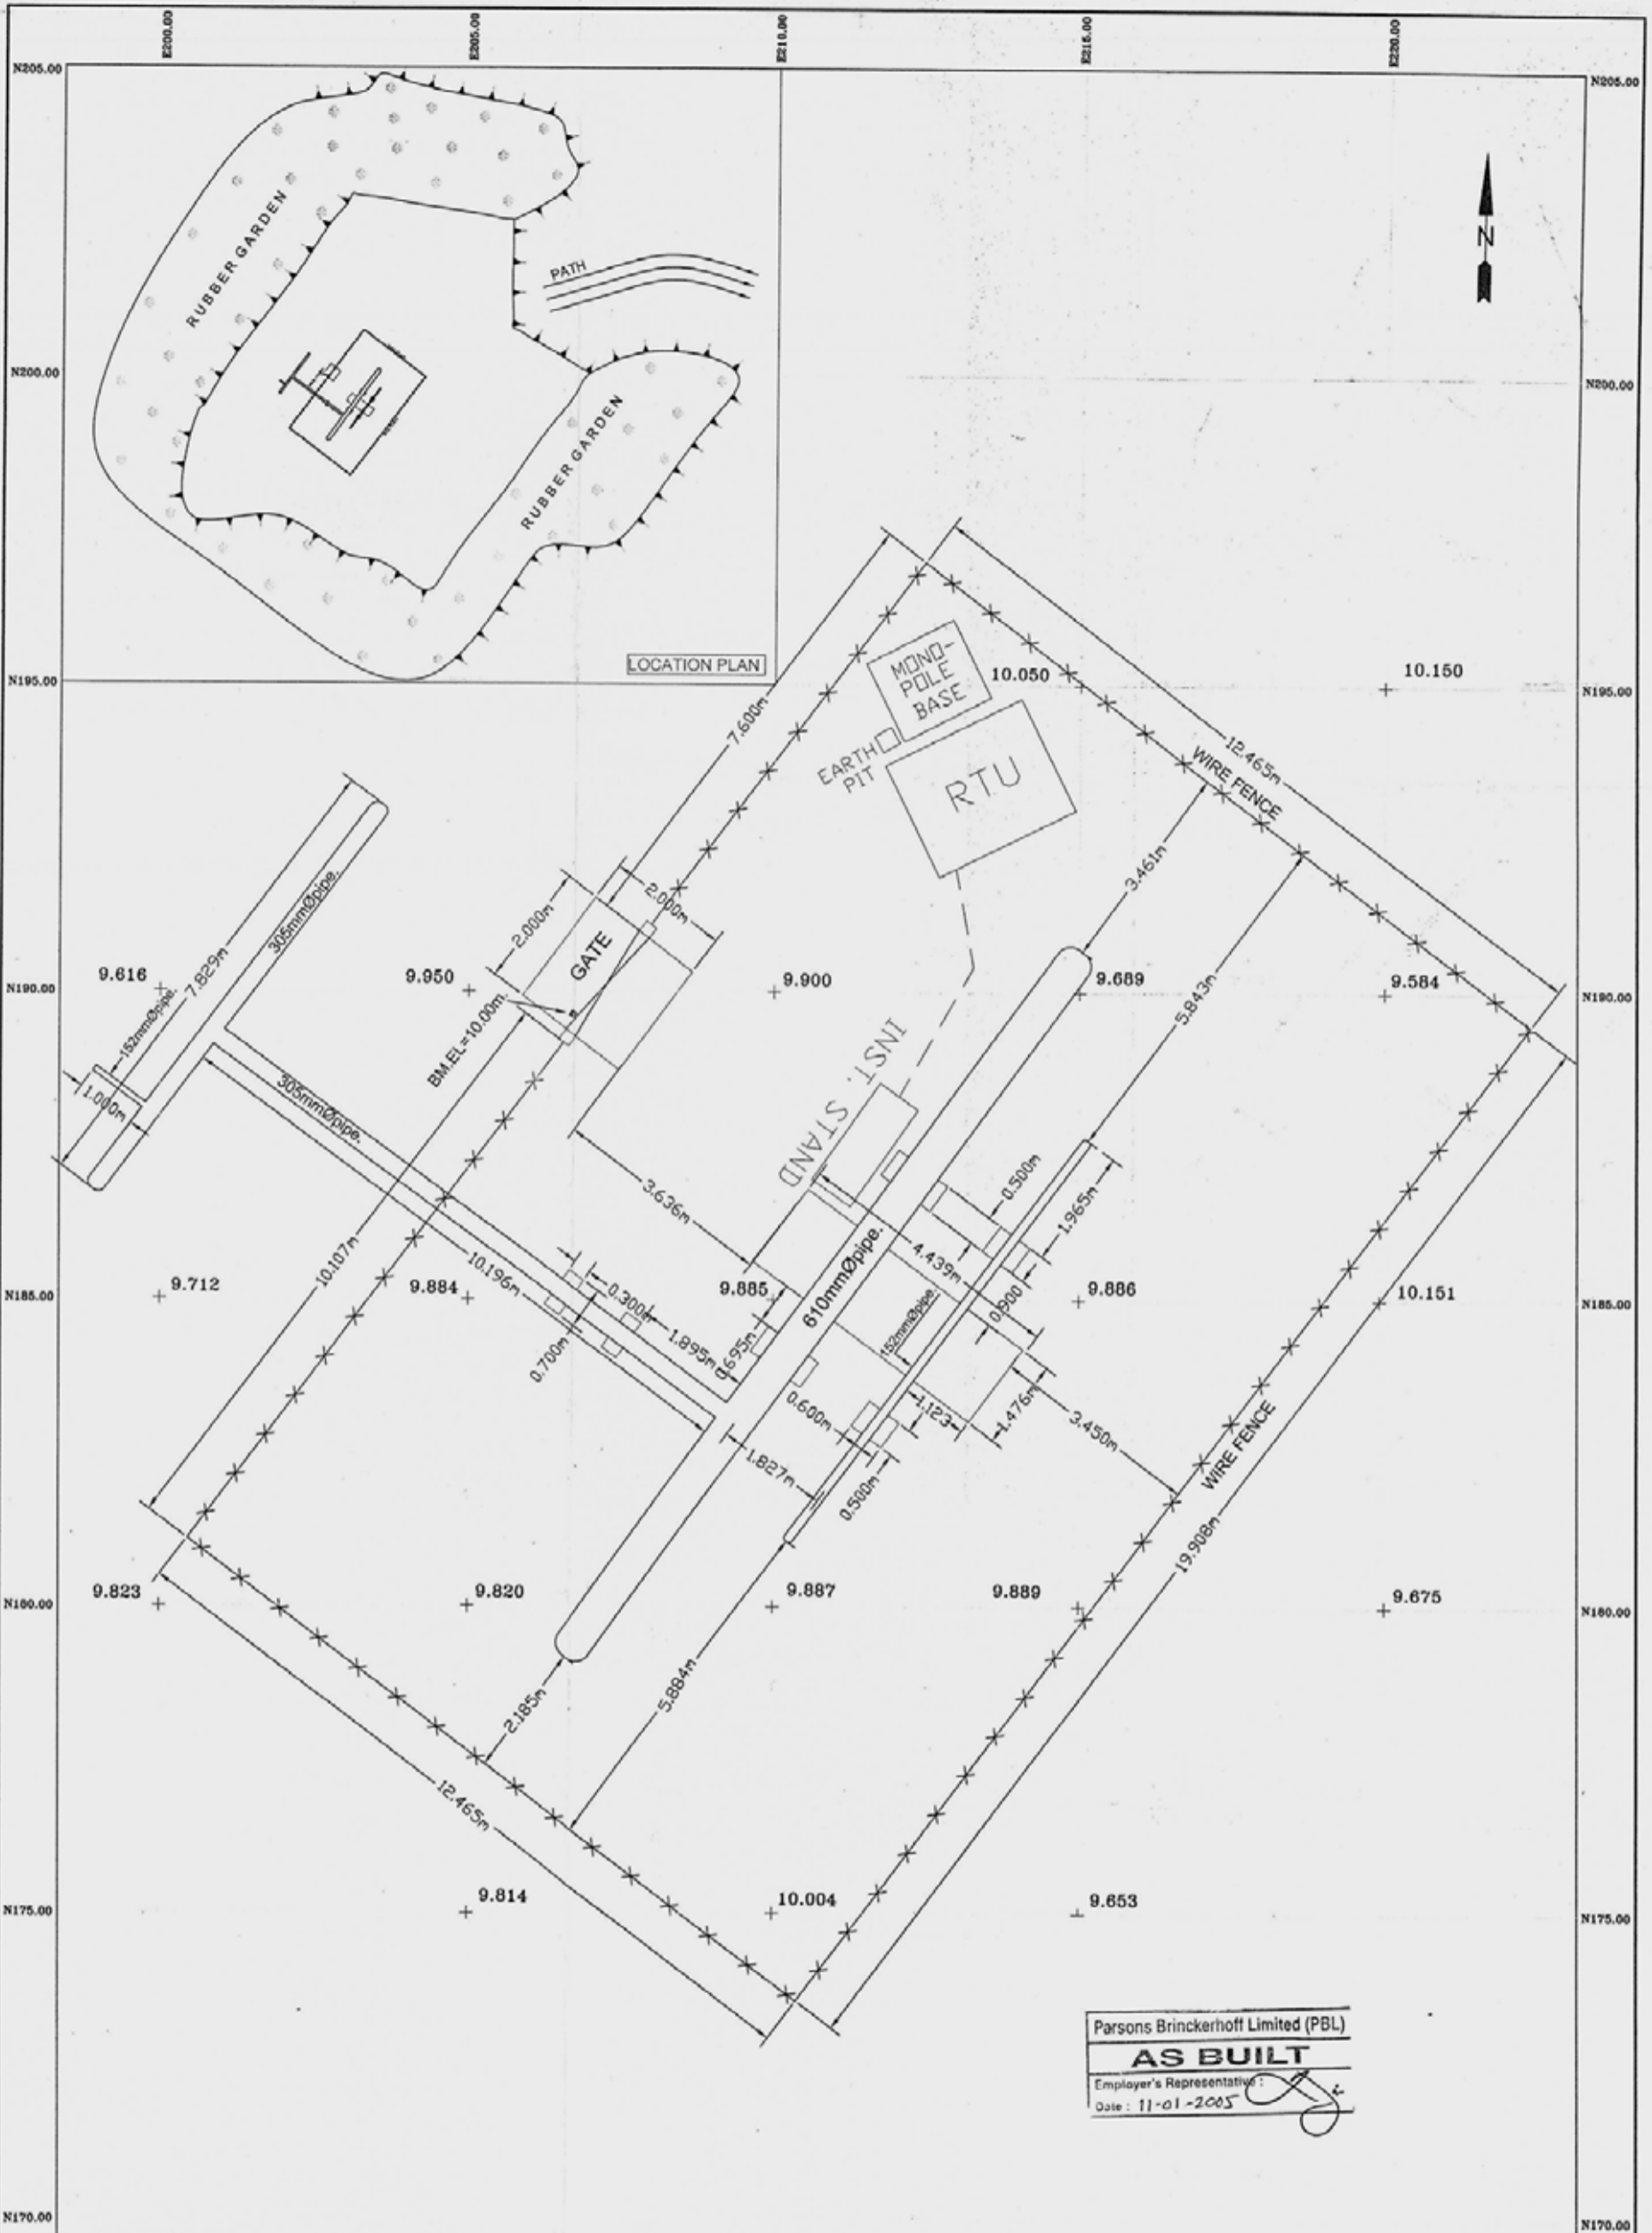 E200.00
E205.00
E210.00
E215.00
E220.00
N205.00
N205.00
RUBBER GARDEN
PATH
N
N200.00
N200.00
RUBBER GARDEN
LOCATION PLAN
N195.00
N195.00
MONO-
POLE
BASE
10.050
10.150
7.600m
EARTH
PIT
RTU
12.465m
WIRE FENCE
3.461m
2.000m
2.000m
GATE
305mmØpipe.
7.829m
152mmØpipe.
1.000m
9.616
9.950
9.900
9.689
9.584
N190.00
N190.00
BM.EL=10.00m.
5.843m
INST.
STAND
305mmØpipe.
3.636m
0.500m
1.965m
4.439m
10.107m
10.196m
610mmØpipe.
9.712
9.884
9.885
9.886
10.151
N185.00
N185.00
0.300m
0.900
152mmØpipe.
1.895m
0.695m
0.700m
0.600m
1.123
1.476m
3.450m
1.827m
0.500m
WIRE FENCE
19.908m
9.823
9.820
9.887
9.889
9.675
N180.00
N180.00
2.185m
5.884m
12.465m
9.814
10.004
9.653
N175.00
N175.00
Parsons Brinckerhoff Limited (PBL)
AS BUILT
Employer's Representative :
Date : 11-01-2005
N170.00
N170.00